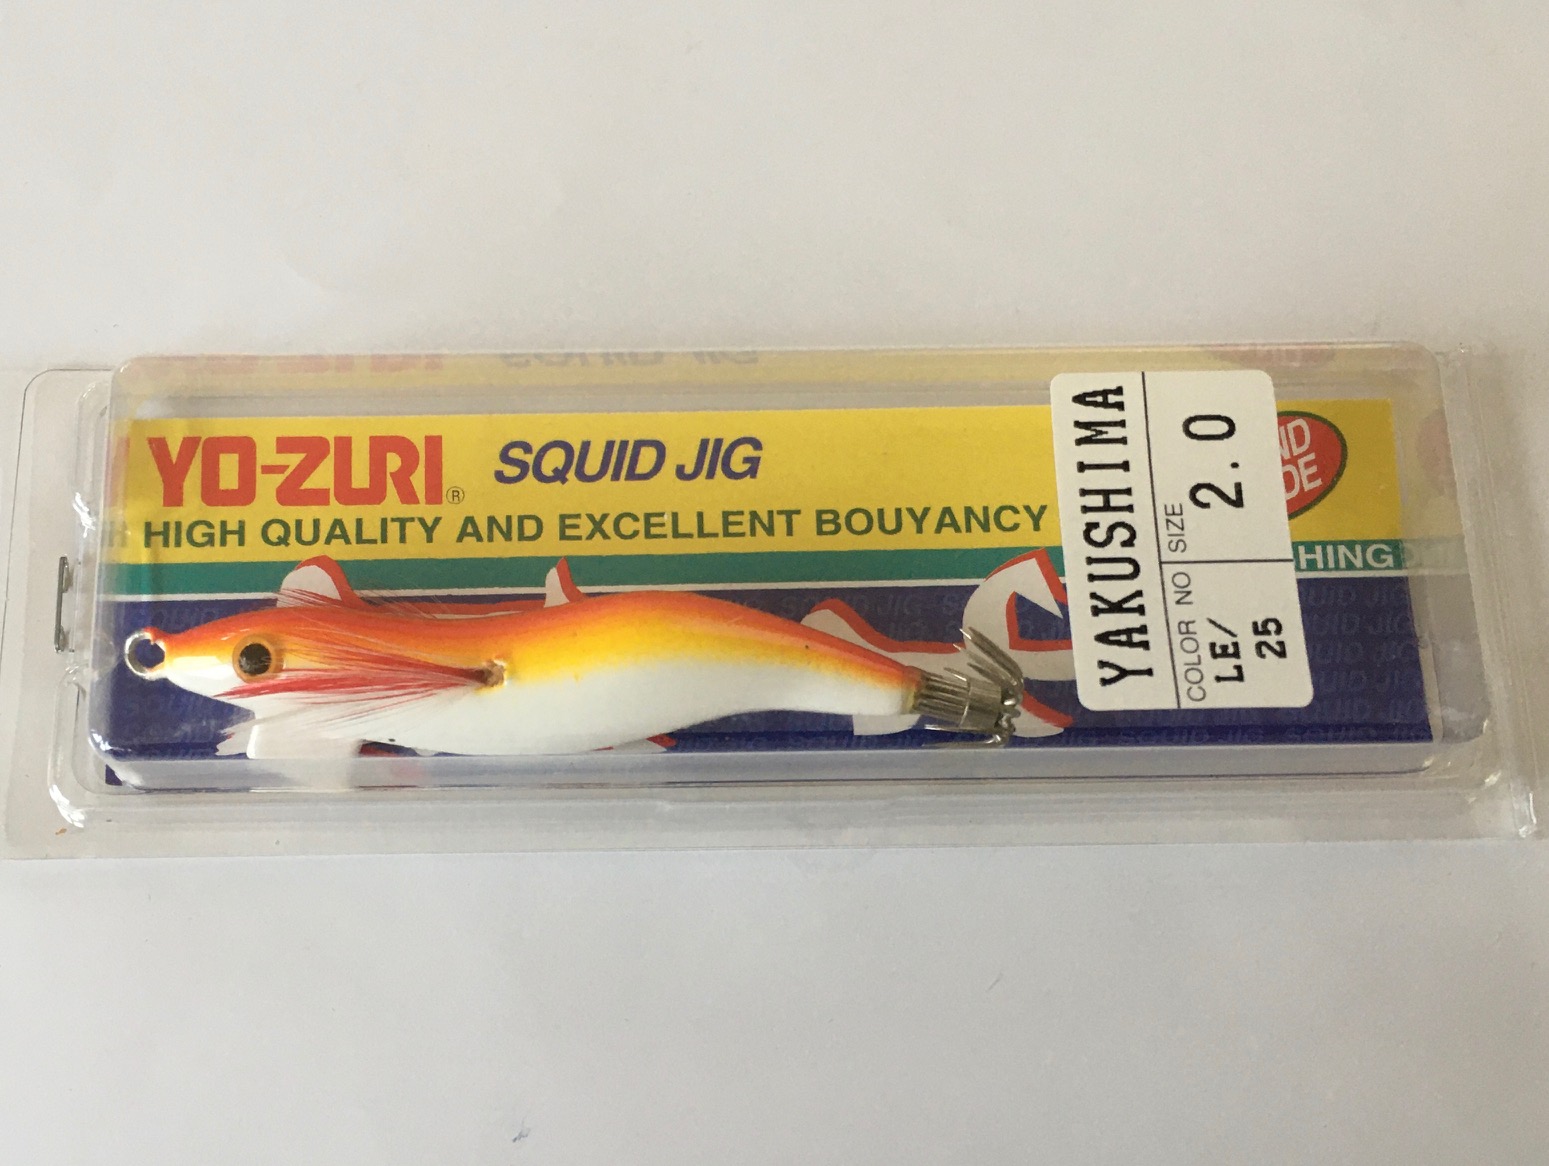 YO-ZURI ® SQUID JIG
HIGH QUALITY AND EXCELLENT BOUYANCY
YAKUSHIMA
SIZE 2.0
COLOR NO LE/
25